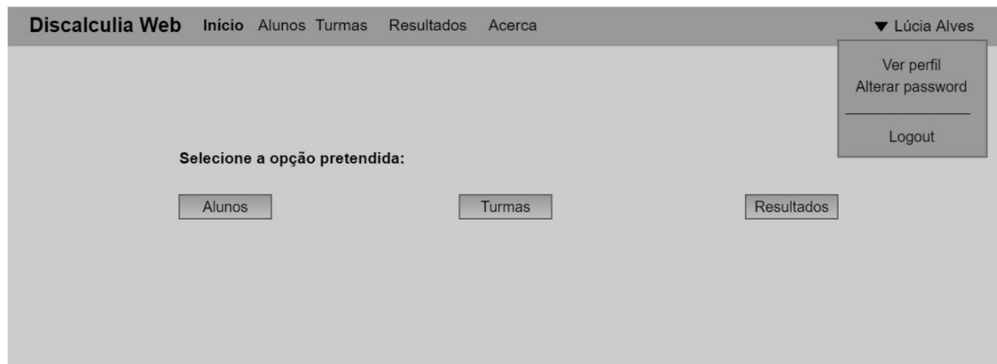 Discalculia Web Início Alunos Turmas Resultados Acerca ▼ Lúcia Alves
Ver perfil
Alterar password
Logout
Selecione a opção pretendida:
Alunos Turmas Resultados